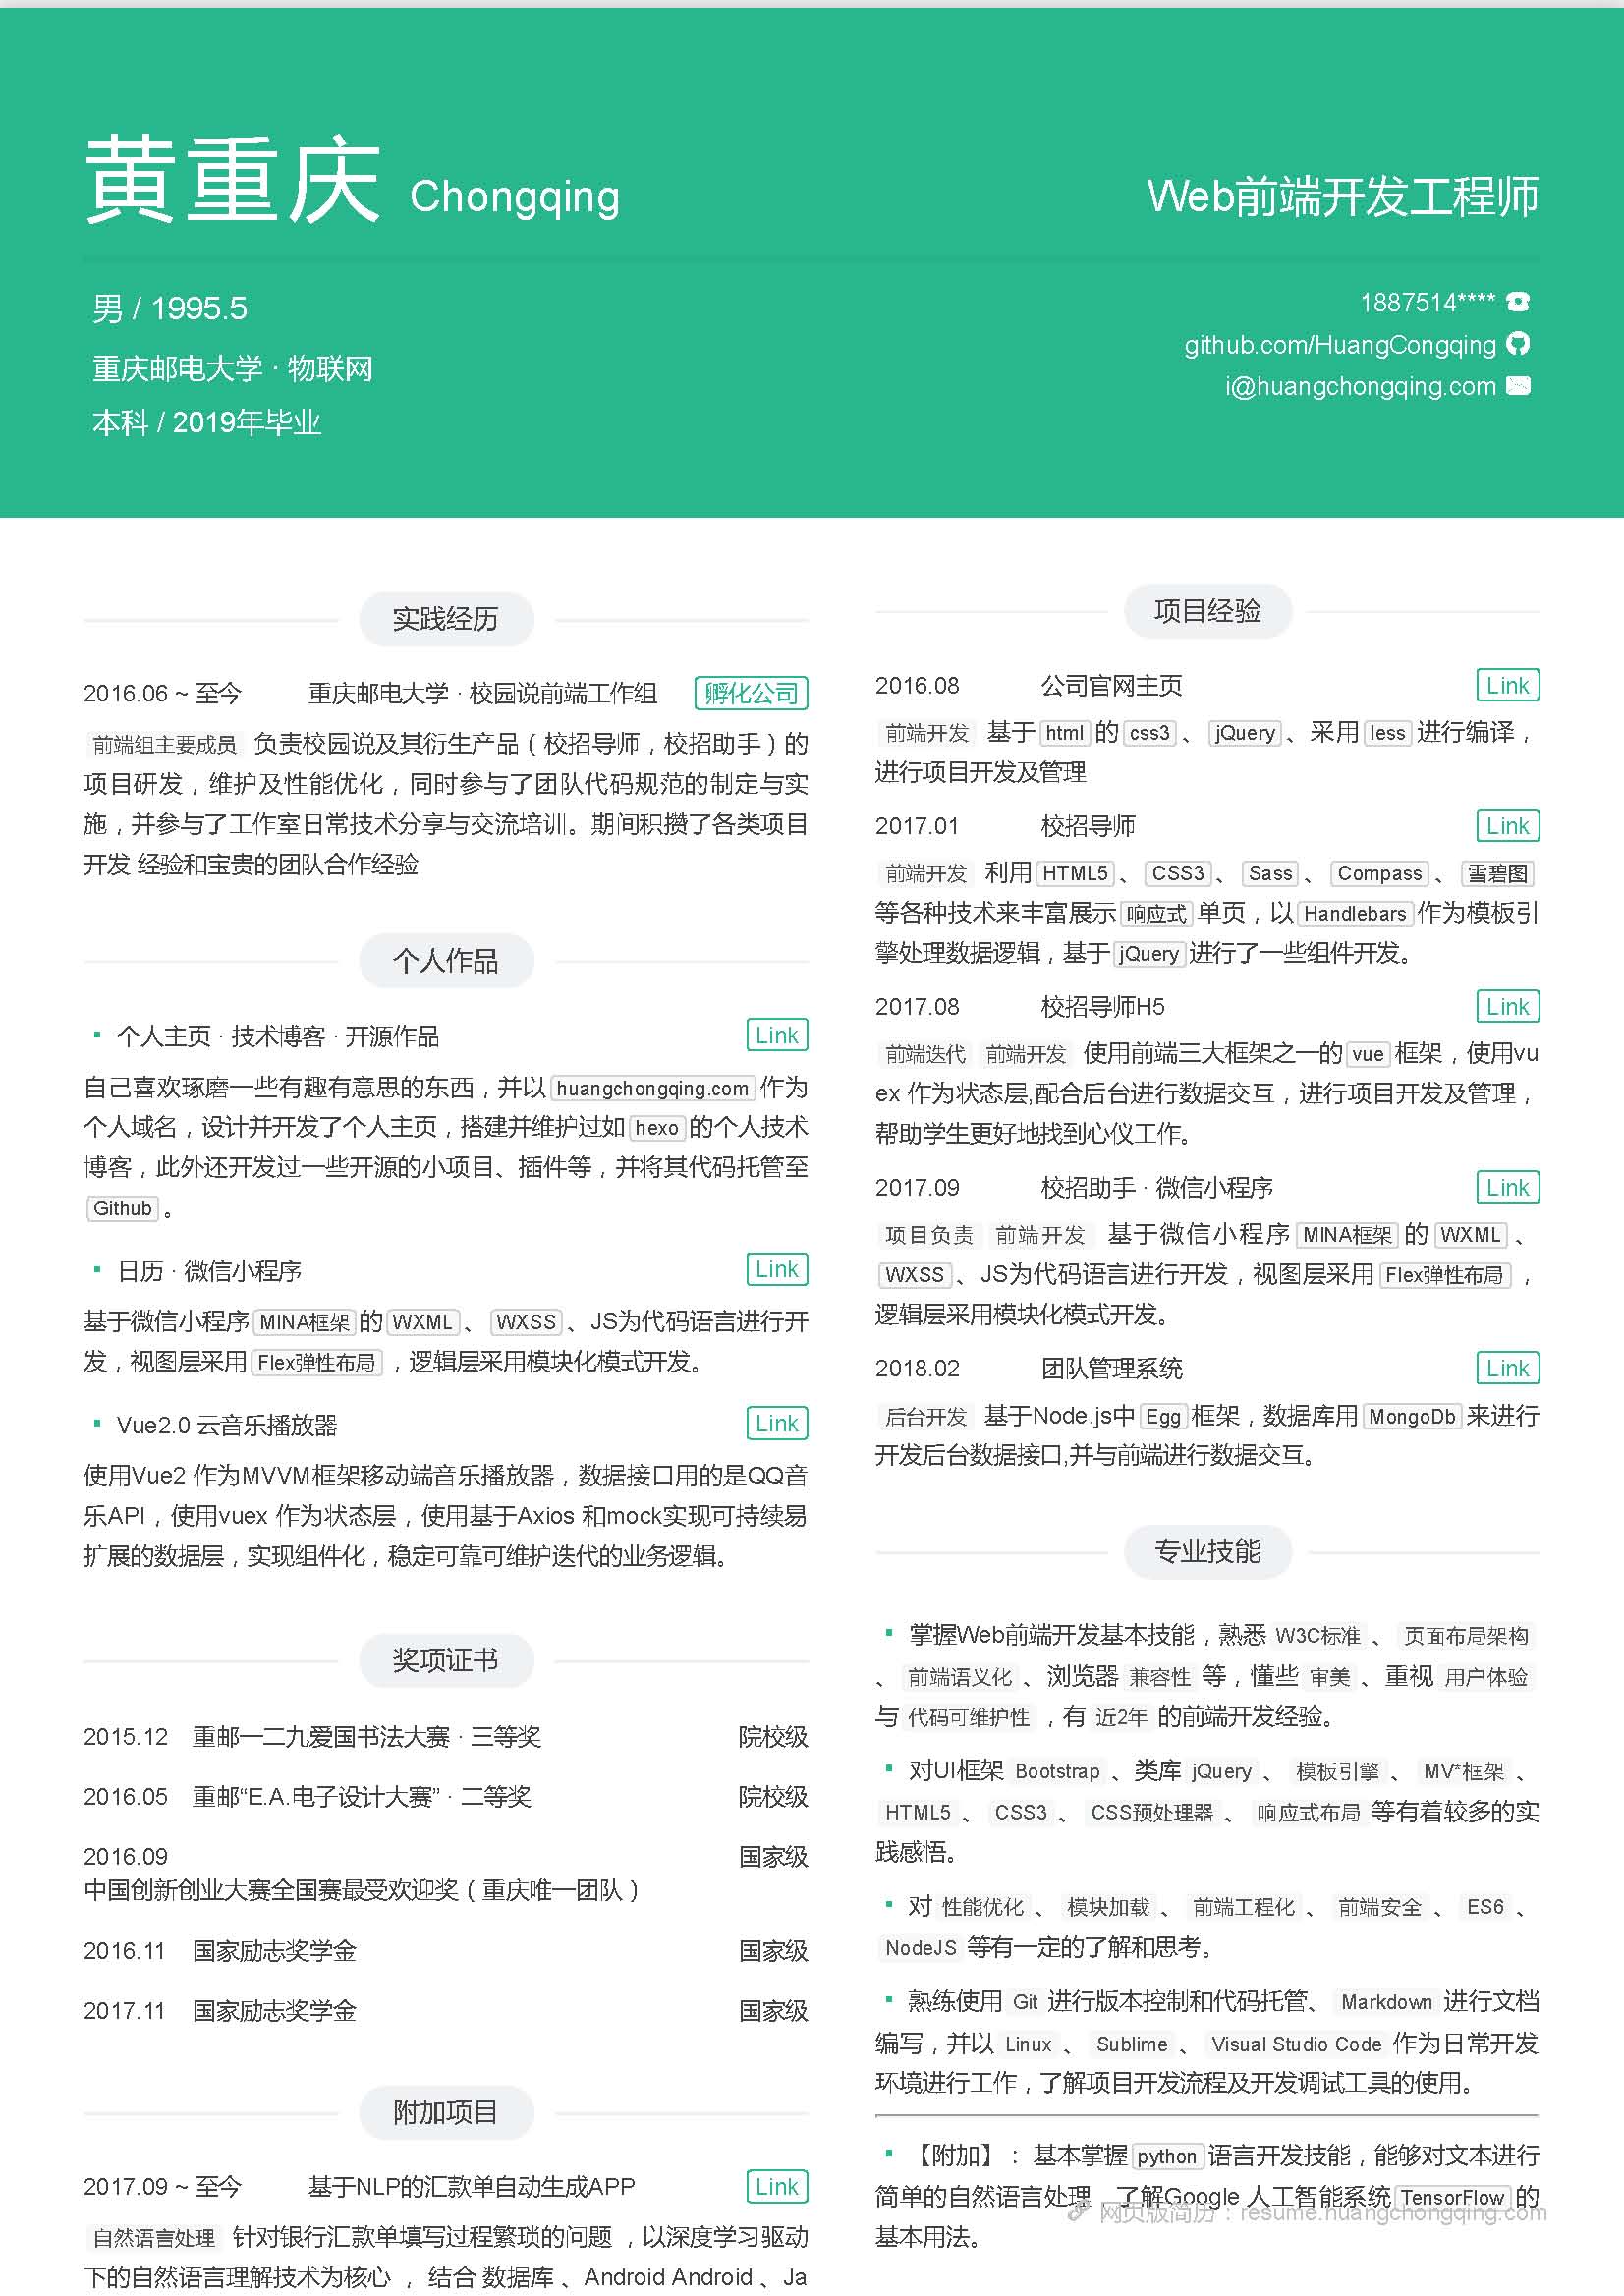 黄重庆 Chongqing
Web前端开发工程师
男 / 1995.5
重庆邮电大学 · 物联网
本科 / 2019年毕业
1887514****
github.com/HuangCongqing
i@huangchongqing.com
实践经历
2016.06 ~ 至今 重庆邮电大学 · 校园说前端工作组 孵化公司
前端组主要成员 负责校园说及其衍生产品（校招导师，校招助手）的
项目研发，维护及性能优化，同时参与了团队代码规范的制定与实
施，并参与了工作室日常技术分享与交流培训。期间积攒了各类项目
开发 经验和宝贵的团队合作经验
个人作品
个人主页 · 技术博客 · 开源作品 Link
自己喜欢琢磨一些有趣有意思的东西，并以 huangchongqing.com 作为
个人域名，设计并开发了个人主页，搭建并维护过如 hexo 的个人技术
博客，此外还开发过一些开源的小项目、插件等，并将其代码托管至
Github 。
日历 · 微信小程序 Link
基于微信小程序 MINA框架 的 WXML 、 WXSS 、JS为代码语言进行开
发，视图层采用 Flex弹性布局 ，逻辑层采用模块化模式开发。
Vue2.0 云音乐播放器 Link
使用Vue2 作为MVVM框架移动端音乐播放器，数据接口用的是QQ音
乐API，使用vuex 作为状态层，使用基于Axios 和mock实现可持续易
扩展的数据层，实现组件化，稳定可靠可维护迭代的业务逻辑。
奖项证书
2015.12 重邮一二九爱国书法大赛 · 三等奖 院校级
2016.05 重邮“E.A.电子设计大赛” · 二等奖 院校级
2016.09 国家级
中国创新创业大赛全国赛最受欢迎奖（重庆唯一团队）
2016.11 国家励志奖学金 国家级
2017.11 国家励志奖学金 国家级
附加项目
2017.09 ~ 至今 基于NLP的汇款单自动生成APP Link
自然语言处理 针对银行汇款单填写过程繁琐的问题 ，以深度学习驱动
下的自然语言理解技术为核心 ， 结合 数据库 、Android Android 、Ja
项目经验
2016.08 公司官网主页 Link
前端开发 基于 html 的 css3 、 jQuery 、采用 less 进行编译，
进行项目开发及管理
2017.01 校招导师 Link
前端开发 利用 HTML5 、 CSS3 、 Sass 、 Compass 、 雪碧图
等各种技术来丰富展示 响应式 单页，以 Handlebars 作为模板引
擎处理数据逻辑，基于 jQuery 进行了一些组件开发。
2017.08 校招导师H5 Link
前端迭代 前端开发 使用前端三大框架之一的 vue 框架，使用vu
ex 作为状态层,配合后台进行数据交互，进行项目开发及管理，
帮助学生更好地找到心仪工作。
2017.09 校招助手 · 微信小程序 Link
项目负责 前端开发 基于微信小程序 MINA框架 的 WXML 、
WXSS 、JS为代码语言进行开发，视图层采用 Flex弹性布局 ，
逻辑层采用模块化模式开发。
2018.02 团队管理系统 Link
后台开发 基于Node.js中 Egg 框架，数据库用 MongoDb 来进行
开发后台数据接口,并与前端进行数据交互。
专业技能
掌握Web前端开发基本技能，熟悉 W3C标准 、 页面布局架构
、 前端语义化 、浏览器 兼容性 等，懂些 审美 、重视 用户体验
与 代码可维护性 ，有 近2年 的前端开发经验。
对UI框架 Bootstrap 、类库 jQuery 、 模板引擎 、 MV*框架 、
HTML5 、 CSS3 、 CSS预处理器 、 响应式布局 等有着较多的实
践感悟。
对 性能优化 、 模块加载 、 前端工程化 、 前端安全 、 ES6 、
NodeJS 等有一定的了解和思考。
熟练使用 Git 进行版本控制和代码托管、 Markdown 进行文档
编写，并以 Linux 、 Sublime 、 Visual Studio Code 作为日常开发
环境进行工作，了解项目开发流程及开发调试工具的使用。
【附加】： 基本掌握 python 语言开发技能，能够对文本进行
简单的自然语言处理 了解Google 人工智能系统 TensorFlow 的
基本用法。
网页版简历：resume.huangchongqing.com